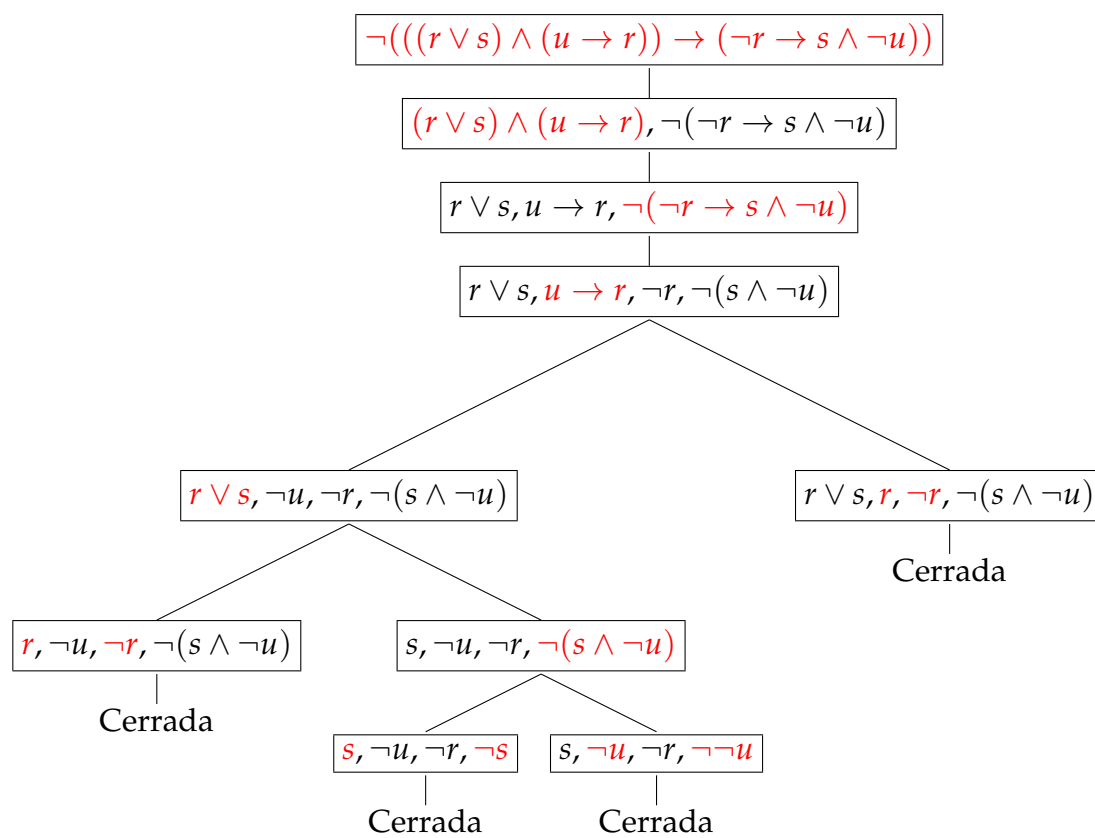 ¬(((r ∨ s) ∧ (u → r)) → (¬r → s ∧ ¬u))
(r ∨ s) ∧ (u → r), ¬(¬r → s ∧ ¬u)
r ∨ s, u → r, ¬(¬r → s ∧ ¬u)
r ∨ s, u → r, ¬r, ¬(s ∧ ¬u)
r ∨ s, ¬u, ¬r, ¬(s ∧ ¬u)
r ∨ s, r, ¬r, ¬(s ∧ ¬u)
Cerrada
r, ¬u, ¬r, ¬(s ∧ ¬u)
s, ¬u, ¬r, ¬(s ∧ ¬u)
Cerrada
s, ¬u, ¬r, ¬s
s, ¬u, ¬r, ¬¬u
Cerrada
Cerrada